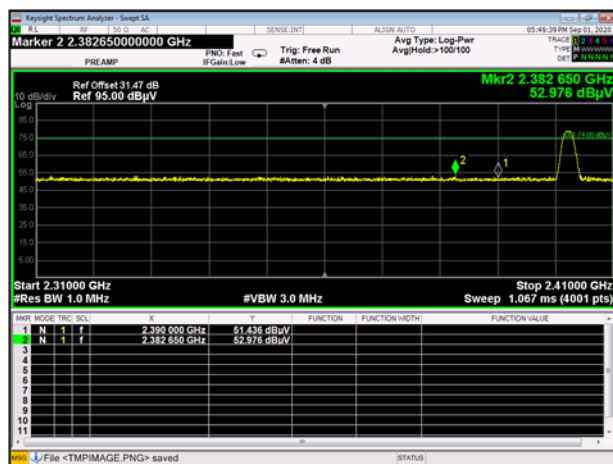 Keysight Spectrum Analyzer - Swept SA
RL RF 50 Ω AC SENSE:INT ALIGN AUTO 05:49:39 PM Sep 01, 2020
Marker 2 2.382650000000 GHz
PREAMP
PNO: Fast
IFGain:Low
Trig: Free Run
#Atten: 4 dB
Avg Type: Log-Pwr
Avg|Hold:>100/100
TRACE 1 2 3 4 5 6
TYPE M W W W W W
DET P N N N N N
Mkr2 2.382 650 GHz
52.976 dBµV
Ref Offset 31.47 dB
10 dB/div Ref 95.00 dBµV
Log
85.0
75.0
74.00 dBµV
65.0
55.0
45.0
35.0
25.0
15.0
5.00
2
1
Start 2.31000 GHz Stop 2.41000 GHz
#Res BW 1.0 MHz #VBW 3.0 MHz Sweep 1.067 ms (4001 pts)
MKR MODE TRC SCL X Y FUNCTION FUNCTION WIDTH FUNCTION VALUE
1 N 1 f 2.390 000 GHz 51.436 dBµV
2 N 1 f 2.382 650 GHz 52.976 dBµV
3
4
5
6
7
8
9
10
11
MSG File <TMPIMAGE.PNG> saved STATUS